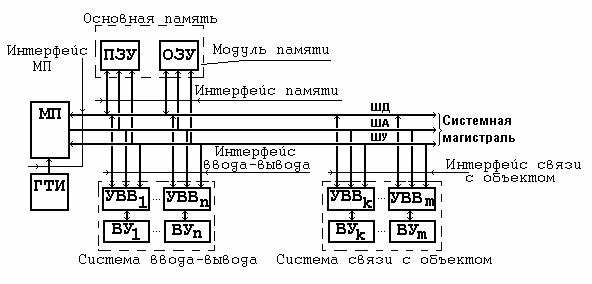 Основная память
Интерфейс
МП
ПЗУ
ОЗУ
Модуль памяти
Интерфейс памяти
МП
ШД
ША
ШУ
Системная
магистраль
ГТИ
Интерфейс
ввода-вывода
Интерфейс связи
с объектом
УВВ1 ... УВВn
УВВk ... УВВm
ВУ1 ... ВУn
ВУk ... ВУm
Система ввода-вывода
Система связи с объектом